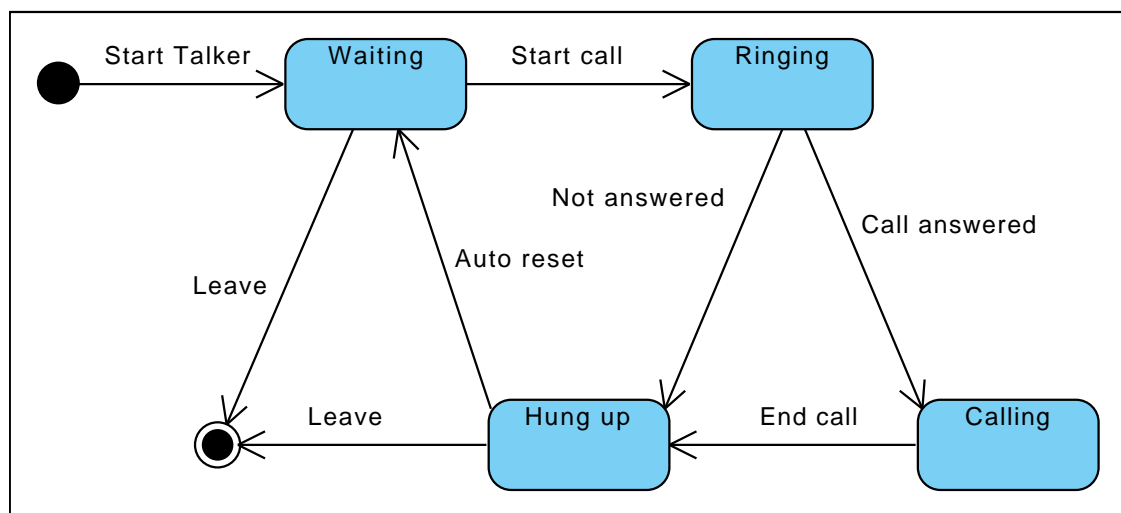 Start Talker
Waiting
Start call
Ringing
Not answered
Call answered
Auto reset
Leave
Leave
Hung up
End call
Calling